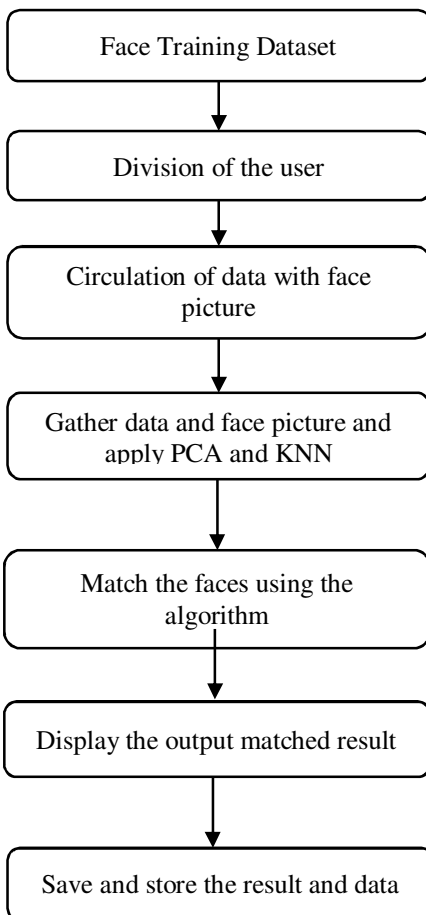 Face Training Dataset
Division of the user
Circulation of data with face
picture
Gather data and face picture and
apply PCA and KNN
Match the faces using the
algorithm
Display the output matched result
Save and store the result and data